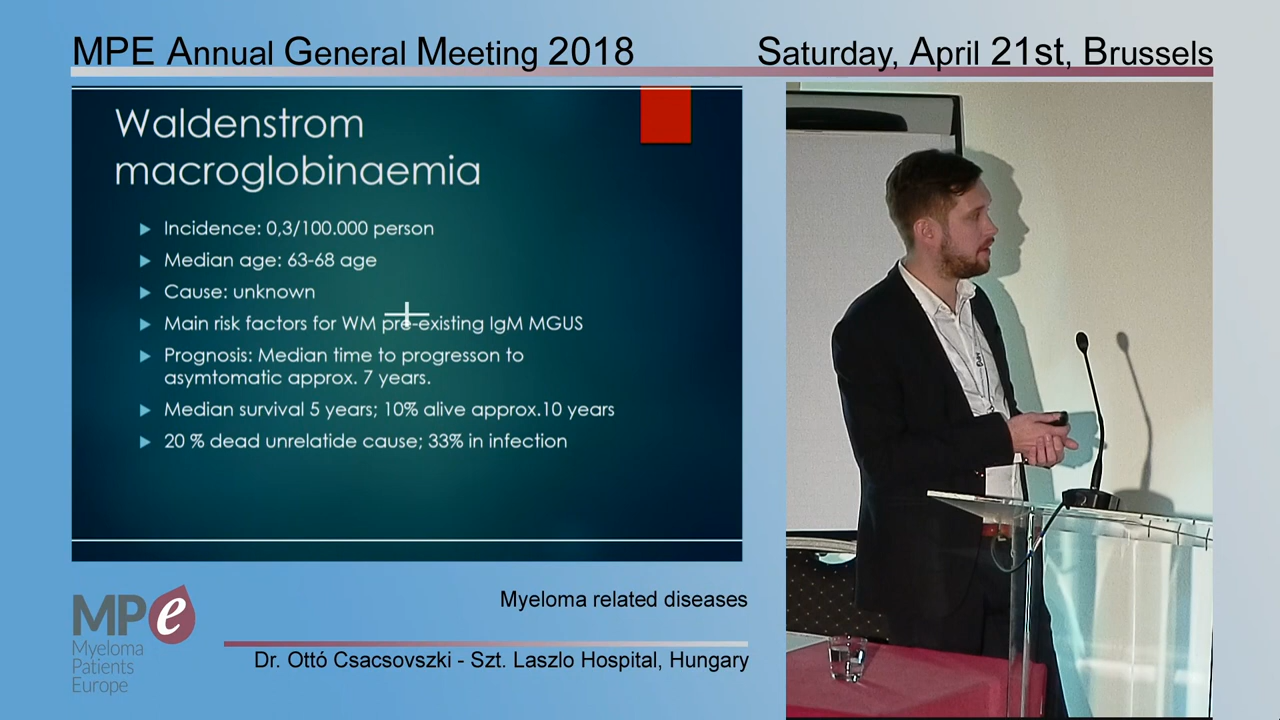 MPE Annual General Meeting 2018
Saturday, April 21st, Brussels
Waldenstrom
macroglobinaemia
Incidence: 0,3/100.000 person
Median age: 63-68 age
Cause: unknown
Main risk factors for WM pre-existing IgM MGUS
Prognosis: Median time to progresson to
asymtomatic approx. 7 years.
Median survival 5 years; 10% alive approx.10 years
20 % dead unrelatide cause; 33% in infection
MPe
Myeloma
Patients
Europe
Myeloma related diseases
Dr. Ottó Csacsovszki - Szt. Laszlo Hospital, Hungary